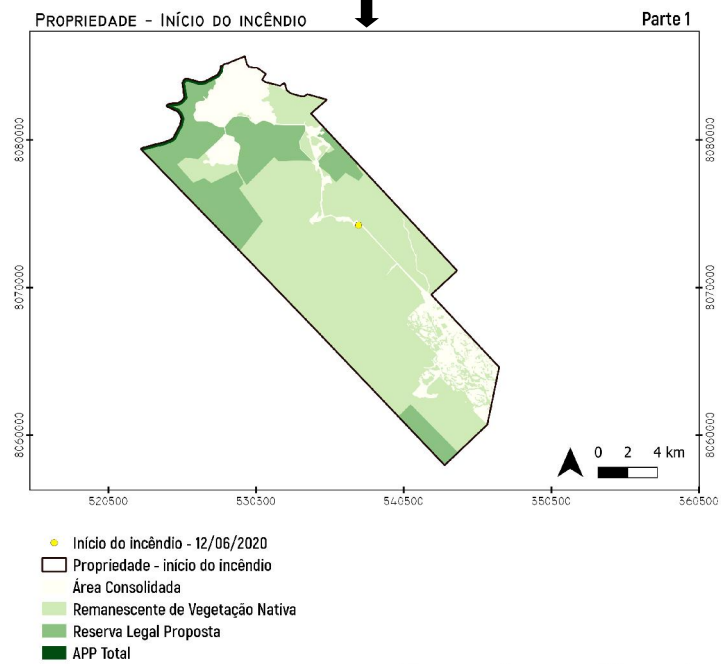 Propriedade - Início do incêndio
Parte 1
8080000
8070000
8060000
8080000
8070000
8060000
0 2 4 km
520500 530500 540500 550500 560500
Início do incêndio - 12/06/2020
Propriedade - início do incêndio
Área Consolidada
Remanescente de Vegetação Nativa
Reserva Legal Proposta
APP Total